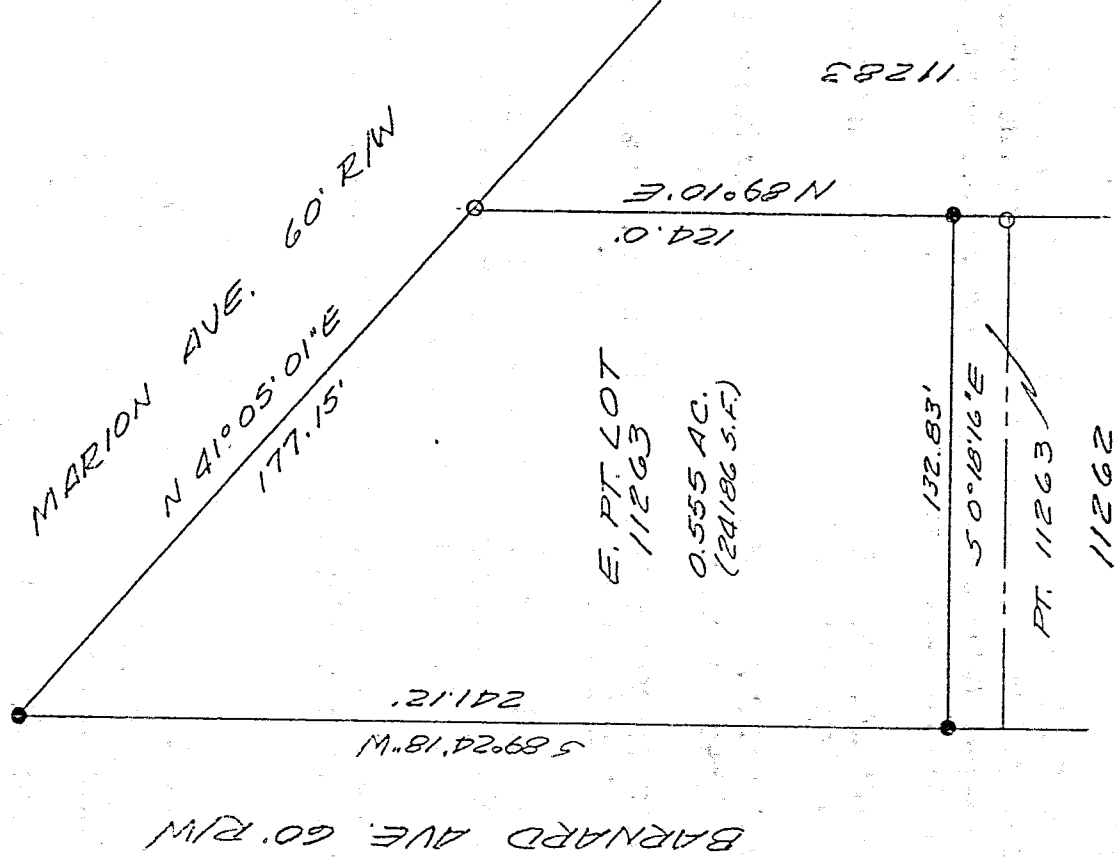 MARION AVE. 60' R/W
N 41°05'01"E
177.15'
11283
N 89°10' E
124.0'
E. PT. LOT
11263
0.555 AC.
(24186 S.F.)
132.83'
S 0°18'16"E
PT. 11263
11262
241.12'
S 89°24'18"W
BARNARD AVE. 60' R/W